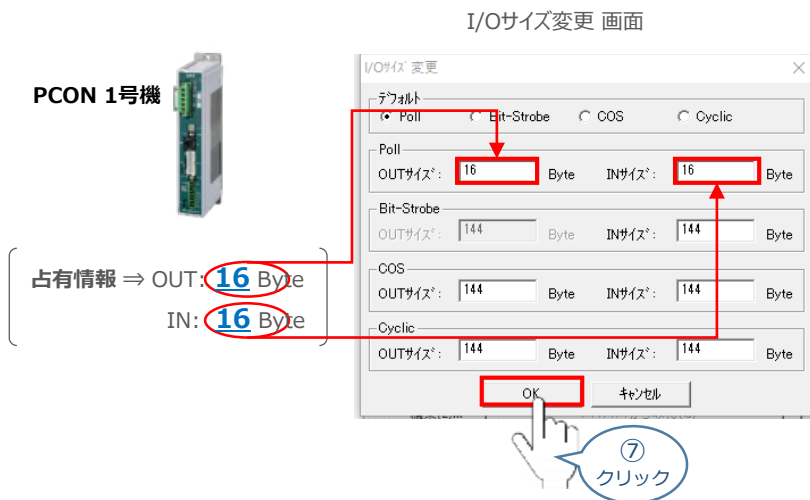 I/Oサイズ変更 画面
PCON 1号機
占有情報 ⇒ OUT: 16 Byte
IN: 16 Byte
I/Oサイズ変更
デフォルト
Poll Bit-Strobe COS Cyclic
Poll
OUTサイズ: 16 Byte INサイズ: 16 Byte
Bit-Strobe
OUTサイズ: 144 Byte INサイズ: 144 Byte
COS
OUTサイズ: 144 Byte INサイズ: 144 Byte
Cyclic
OUTサイズ: 144 Byte INサイズ: 144 Byte
OK キャンセル
⑦
クリック